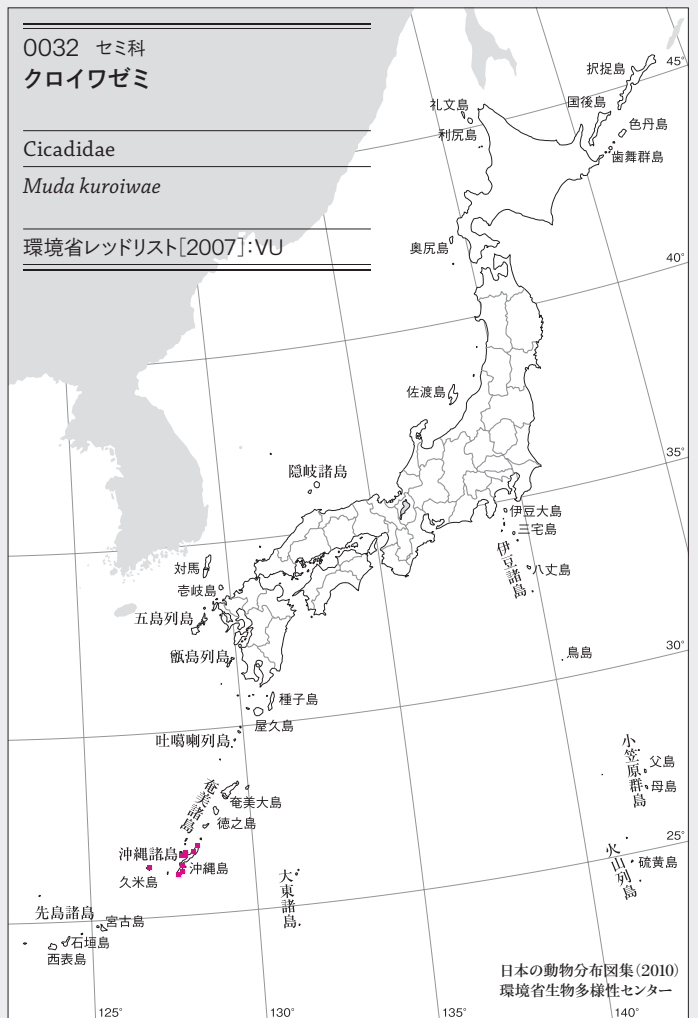 0032 セミ科
クロイワゼミ
Cicadidae
Muda kuroiwae
環境省レッドリスト[2007]:VU
45°
択捉島
国後島
礼文島
色丹島
利尻島
歯舞群島
奥尻島
40°
佐渡島
35°
隠岐諸島
伊豆大島
三宅島
伊豆諸島
八丈島
対馬
壱岐島
五島列島
甑島列島
鳥島
30°
種子島
屋久島
吐噶喇列島
小笠原群島
父島
母島
奄美諸島
奄美大島
徳之島
25°
沖縄諸島
沖縄島
久米島
火山列島
硫黄島
大東諸島
先島諸島
宮古島
石垣島
西表島
日本の動物分布図集(2010)
環境省生物多様性センター
125°
130°
135°
140°